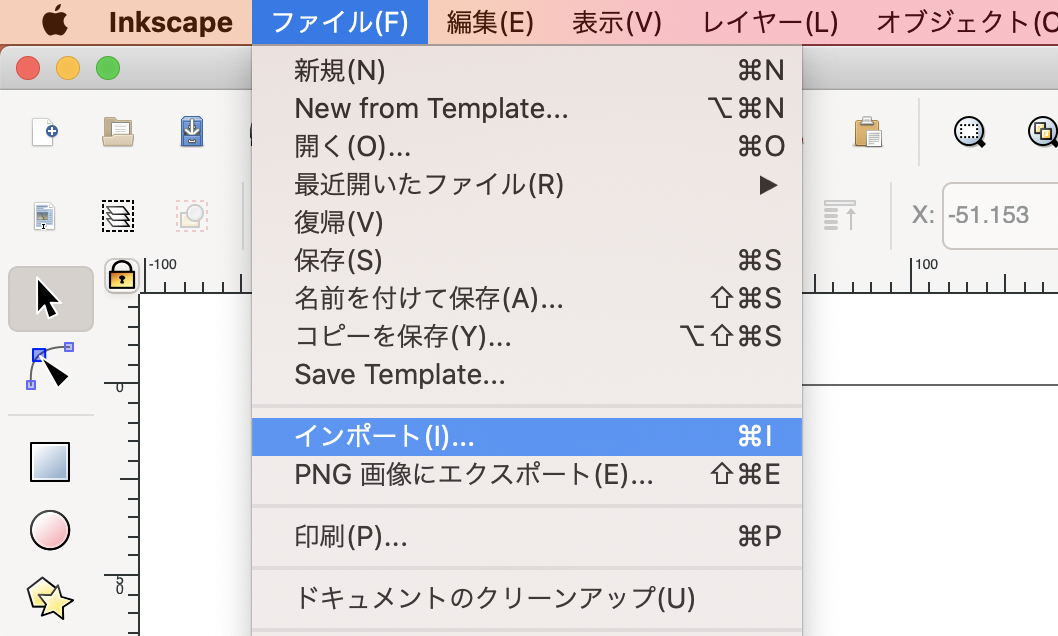 Inkscape ファイル(F) 編集(E) 表示(V) レイヤー(L) オブジェクト(O
新規(N) ⌘N
New from Template... ⌥⌘N
開く(O)... ⌘O
最近開いたファイル(R) ▶
復帰(V)
保存(S) ⌘S
名前を付けて保存(A)... ⇧⌘S
コピーを保存(Y)... ⌥⇧⌘S
Save Template...
インポート(I)... ⌘I
PNG 画像にエクスポート(E)... ⇧⌘E
印刷(P)... ⌘P
ドキュメントのクリーンアップ(U)
X: -51.153
-100
100
0
50